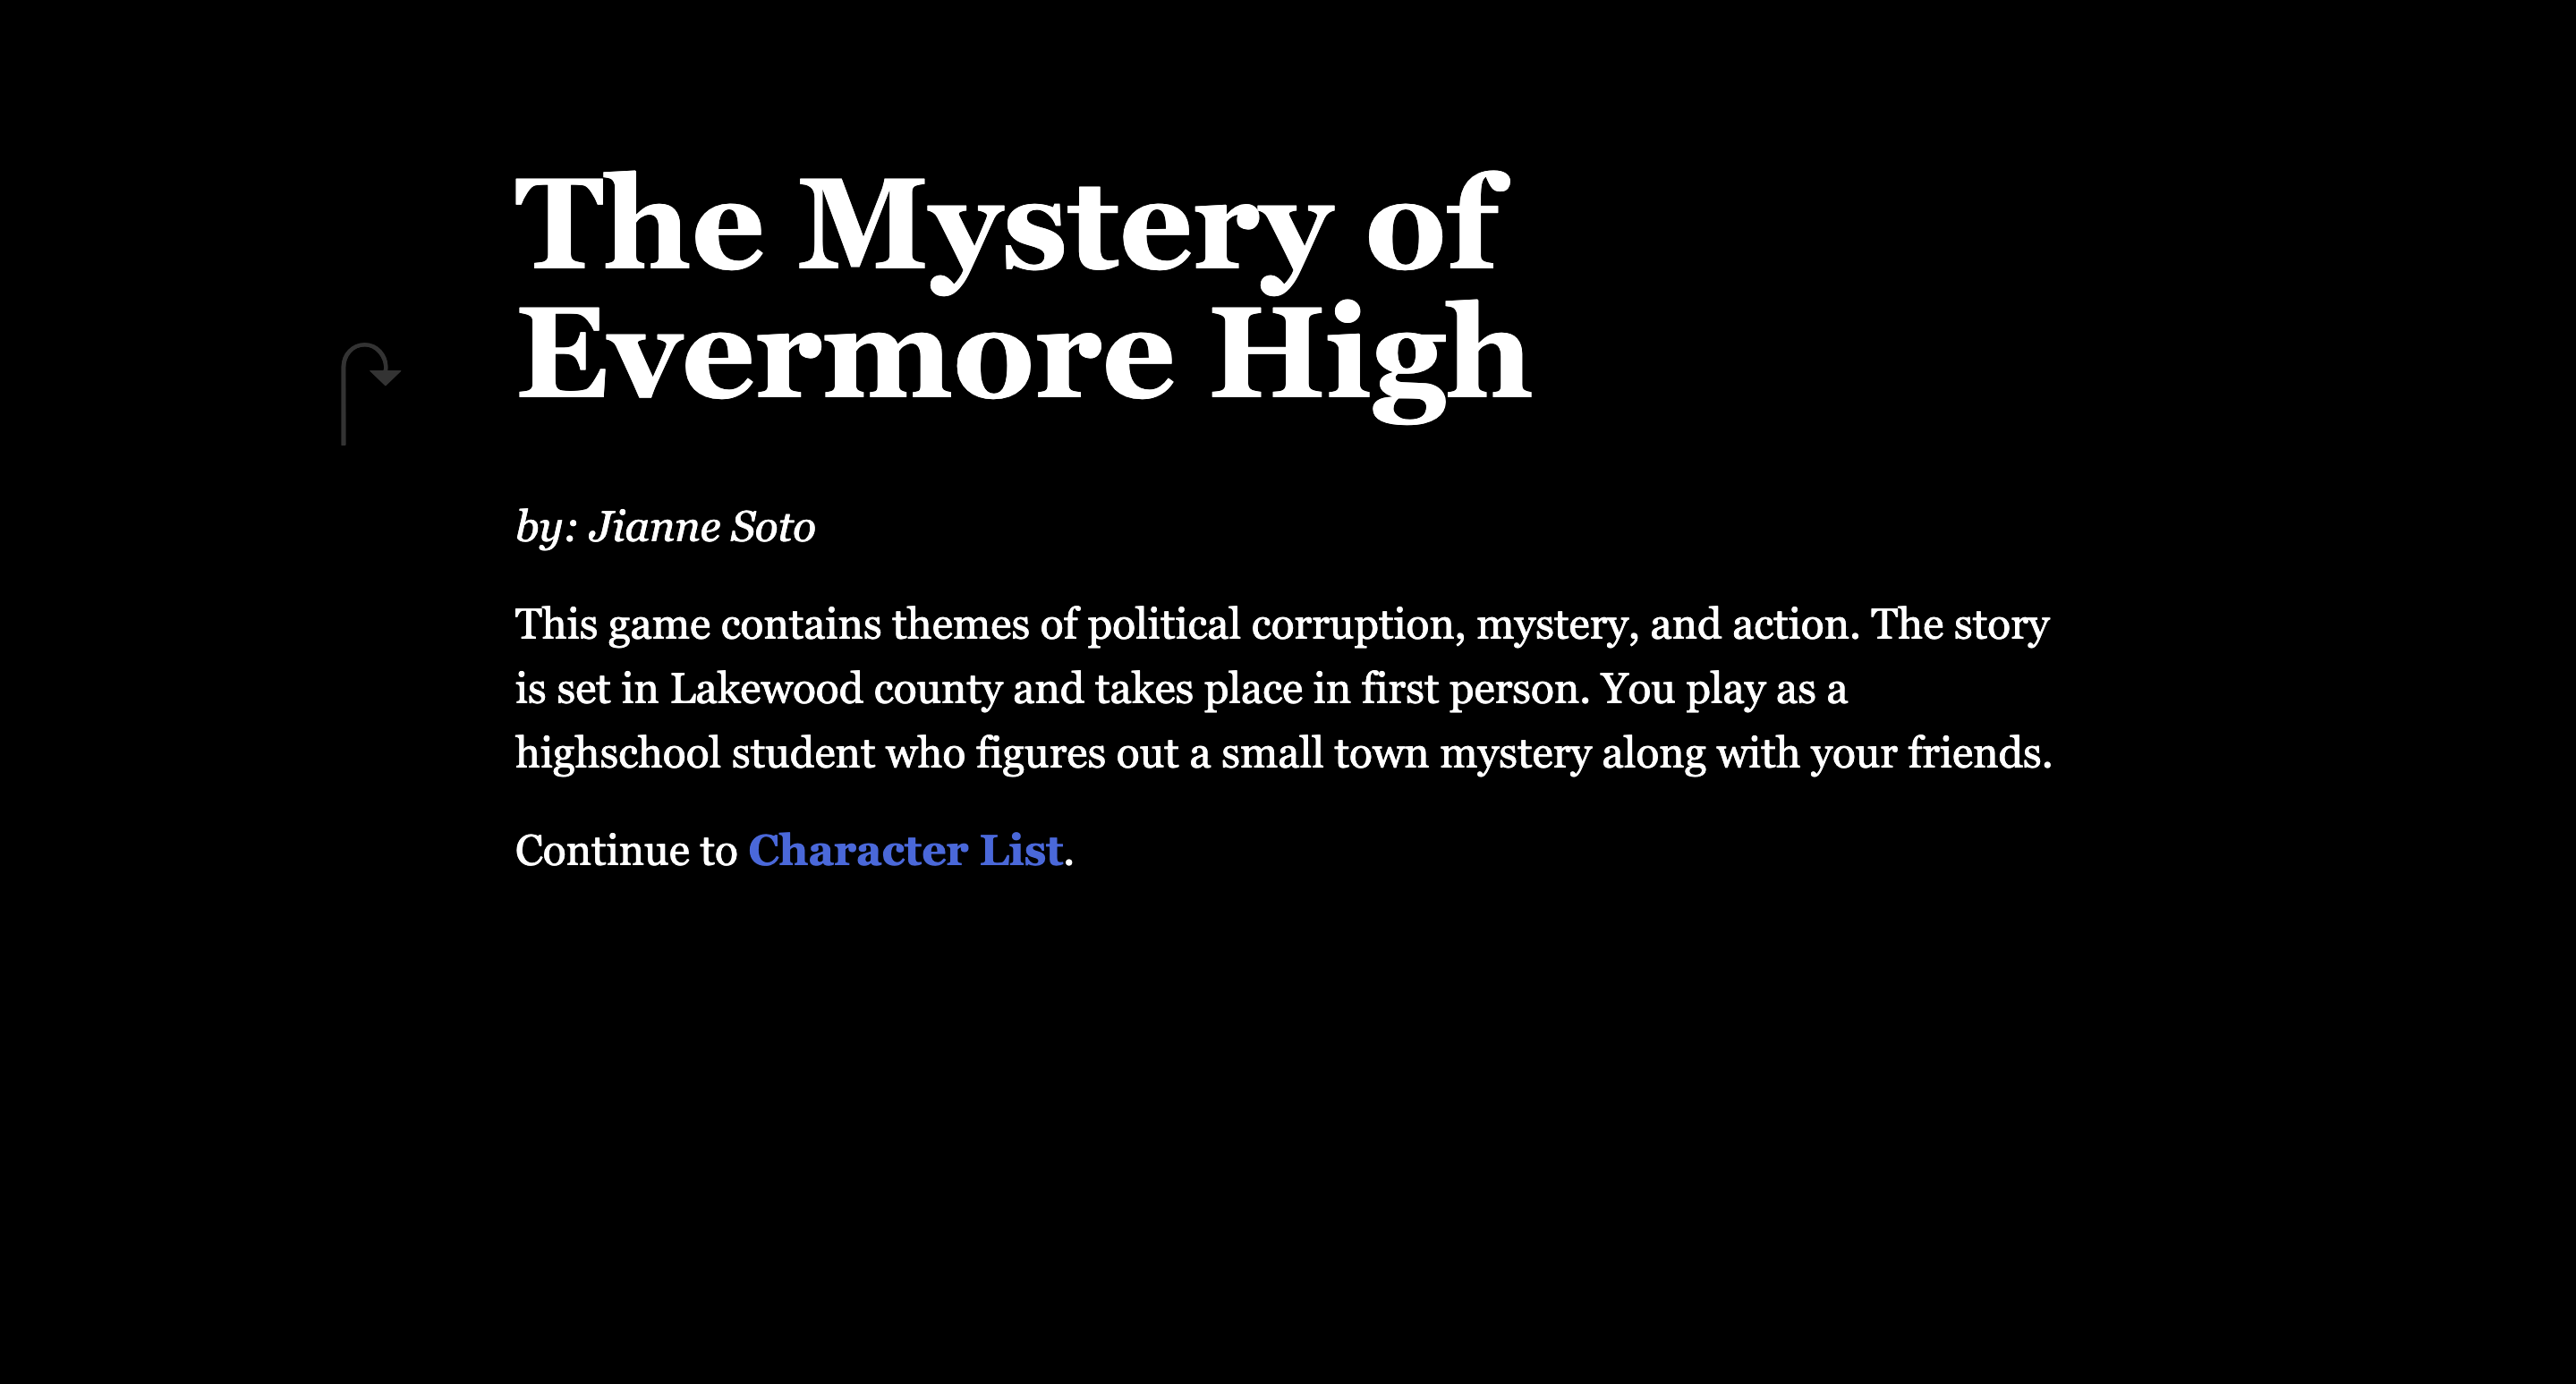 The Mystery of
Evermore High
by: Jianne Soto
This game contains themes of political corruption, mystery, and action. The story
is set in Lakewood county and takes place in first person. You play as a
highschool student who figures out a small town mystery along with your friends.
Continue to Character List.